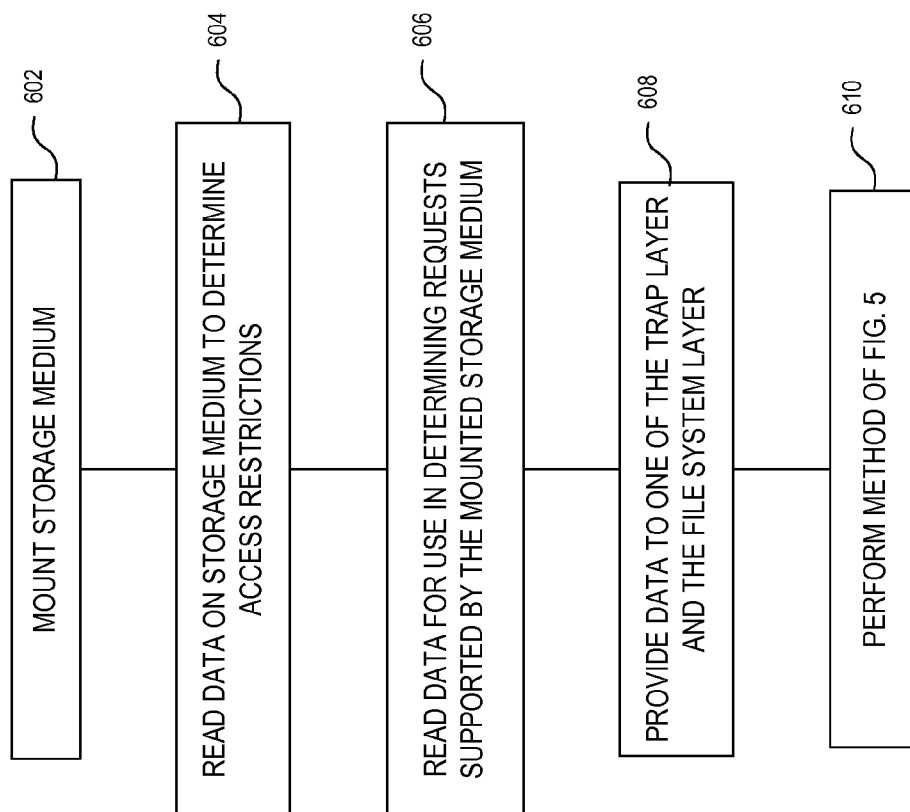 602
MOUNT STORAGE MEDIUM
604
READ DATA ON STORAGE MEDIUM TO DETERMINE
ACCESS RESTRICTIONS
606
READ DATA FOR USE IN DETERMINING REQUESTS
SUPPORTED BY THE MOUNTED STORAGE MEDIUM
608
PROVIDE DATA TO ONE OF THE TRAP LAYER
AND THE FILE SYSTEM LAYER
610
PERFORM METHOD OF FIG. 5